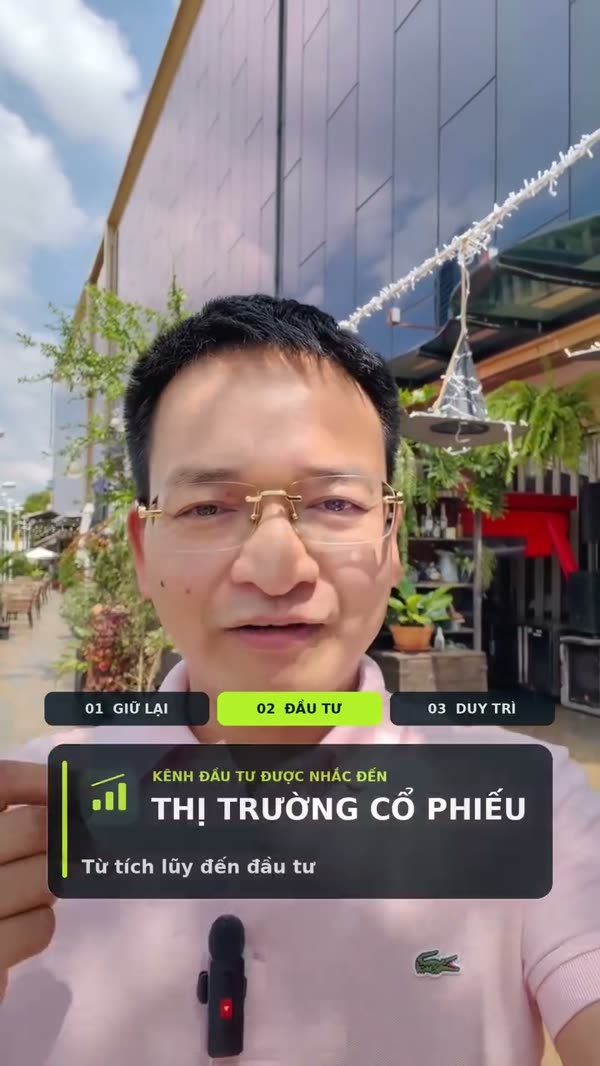 01 GIỮ LẠI
02 ĐẦU TƯ
03 DUY TRÌ
KÊNH ĐẦU TƯ ĐƯỢC NHẮC ĐẾN
THỊ TRƯỜNG CỔ PHIẾU
Từ tích lũy đến đầu tư